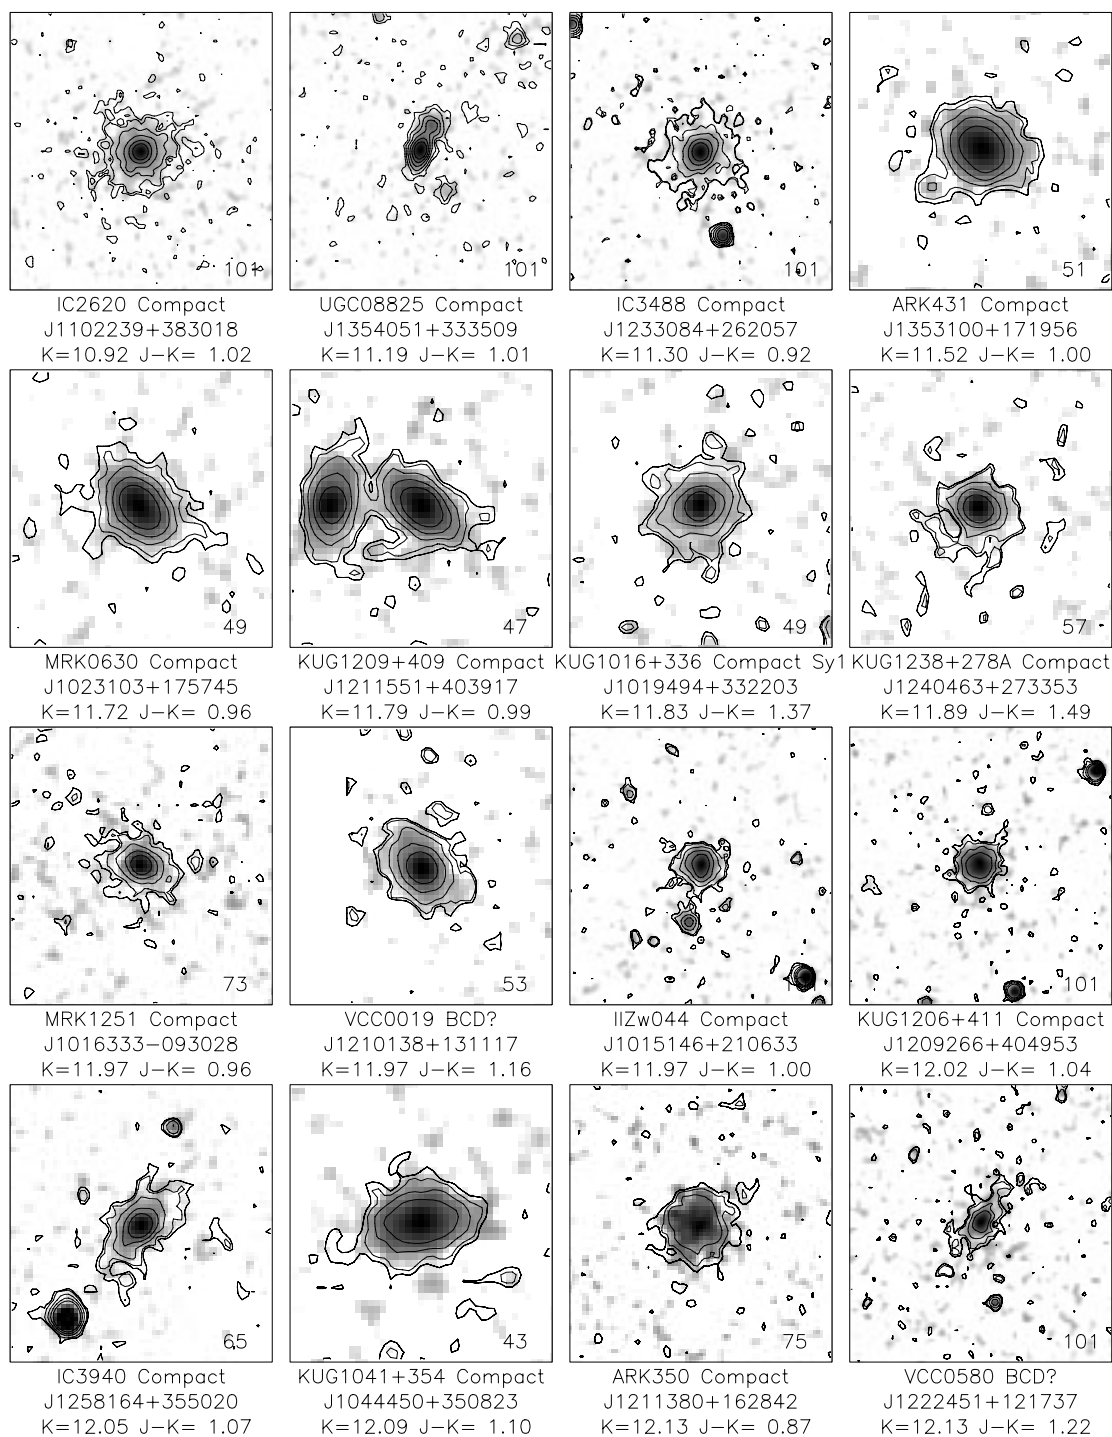 101 101 101 51
IC2620 Compact UGC08825 Compact IC3488 Compact ARK431 Compact
J1102239+383018 J1354051+333509 J1233084+262057 J1353100+171956
K=10.92 J-K= 1.02 K=11.19 J-K= 1.01 K=11.30 J-K= 0.92 K=11.52 J-K= 1.00
49 47 49 57
MRK0630 Compact KUG1209+409 Compact KUG1016+336 Compact Sy1 KUG1238+278A Compact
J1023103+175745 J1211551+403917 J1019494+332203 J1240463+273353
K=11.72 J-K= 0.96 K=11.79 J-K= 0.99 K=11.83 J-K= 1.37 K=11.89 J-K= 1.49
73 53 101
MRK1251 Compact VCC0019 BCD? IIZw044 Compact KUG1206+411 Compact
J1016333-093028 J1210138+131117 J1015146+210633 J1209266+404953
K=11.97 J-K= 0.96 K=11.97 J-K= 1.16 K=11.97 J-K= 1.00 K=12.02 J-K= 1.04
65 43 75 101
IC3940 Compact KUG1041+354 Compact ARK350 Compact VCC0580 BCD?
J1258164+355020 J1044450+350823 J1211380+162842 J1222451+121737
K=12.05 J-K= 1.07 K=12.09 J-K= 1.10 K=12.13 J-K= 0.87 K=12.13 J-K= 1.22